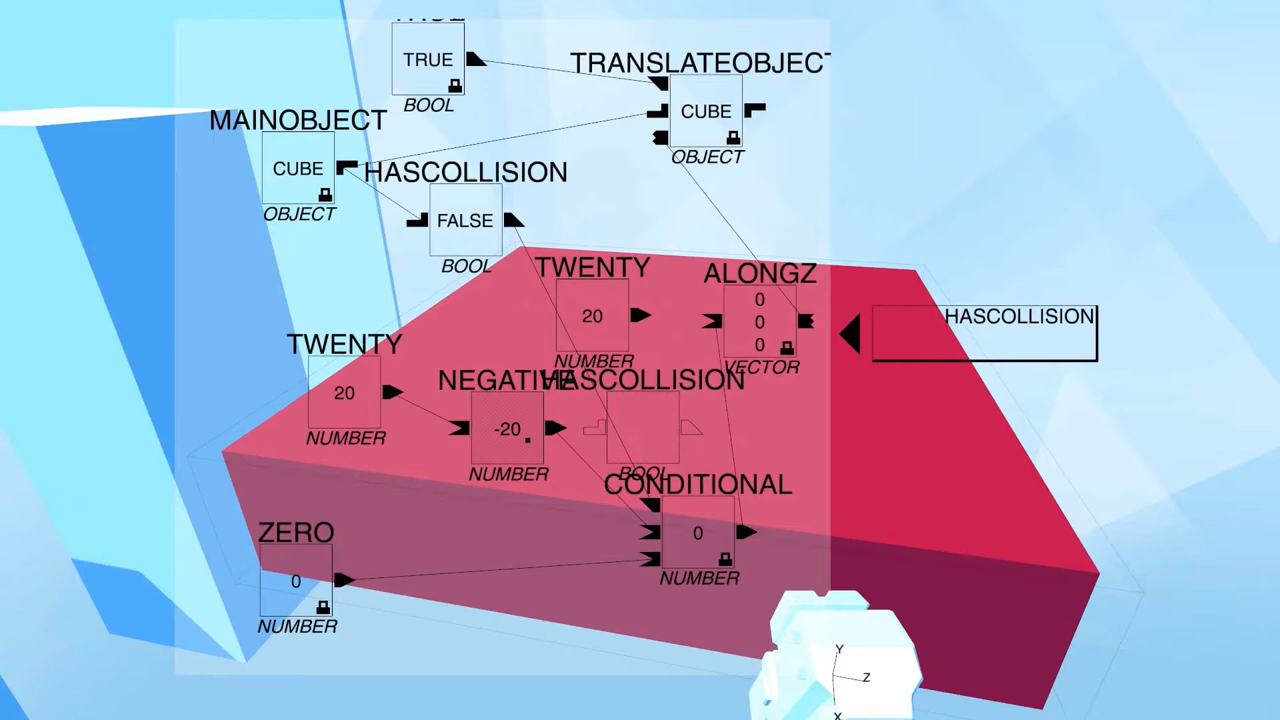 TRUE
BOOL
TRANSLATEOBJECT
CUBE
OBJECT
MAINOBJECT
CUBE
OBJECT
HASCOLLISION
FALSE
BOOL
TWENTY
20
NUMBER
ALONGZ
0
0
0
VECTOR
HASCOLLISION
TWENTY
20
NUMBER
NEGATIVE
-20
NUMBER
HASCOLLISION
BOOL
CONDITIONAL
0
NUMBER
ZERO
0
NUMBER
Y
Z
X